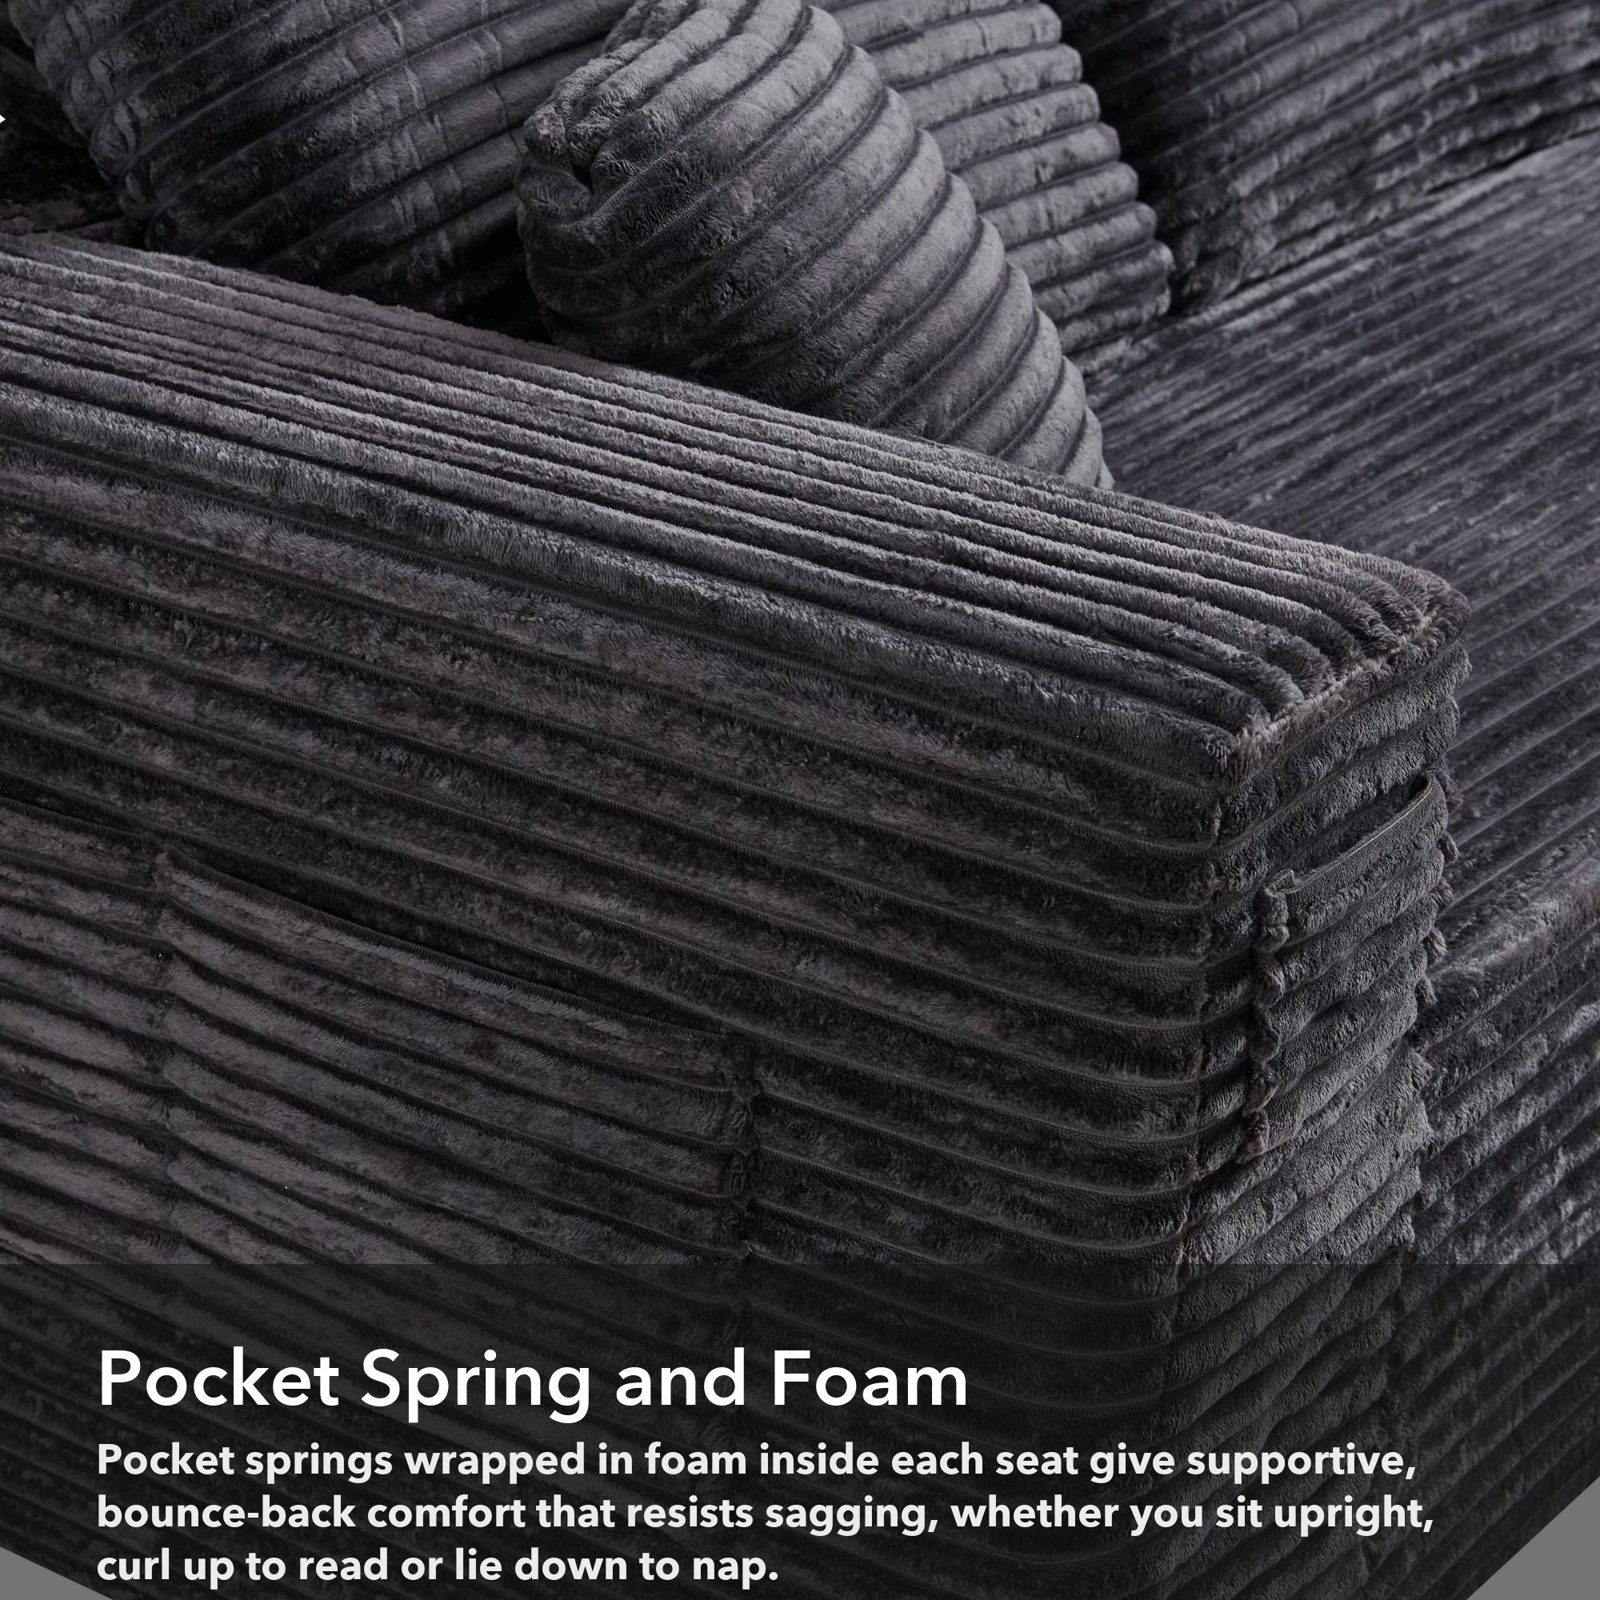 Pocket Spring and Foam
Pocket springs wrapped in foam inside each seat give supportive,
bounce-back comfort that resists sagging, whether you sit upright,
curl up to read or lie down to nap.